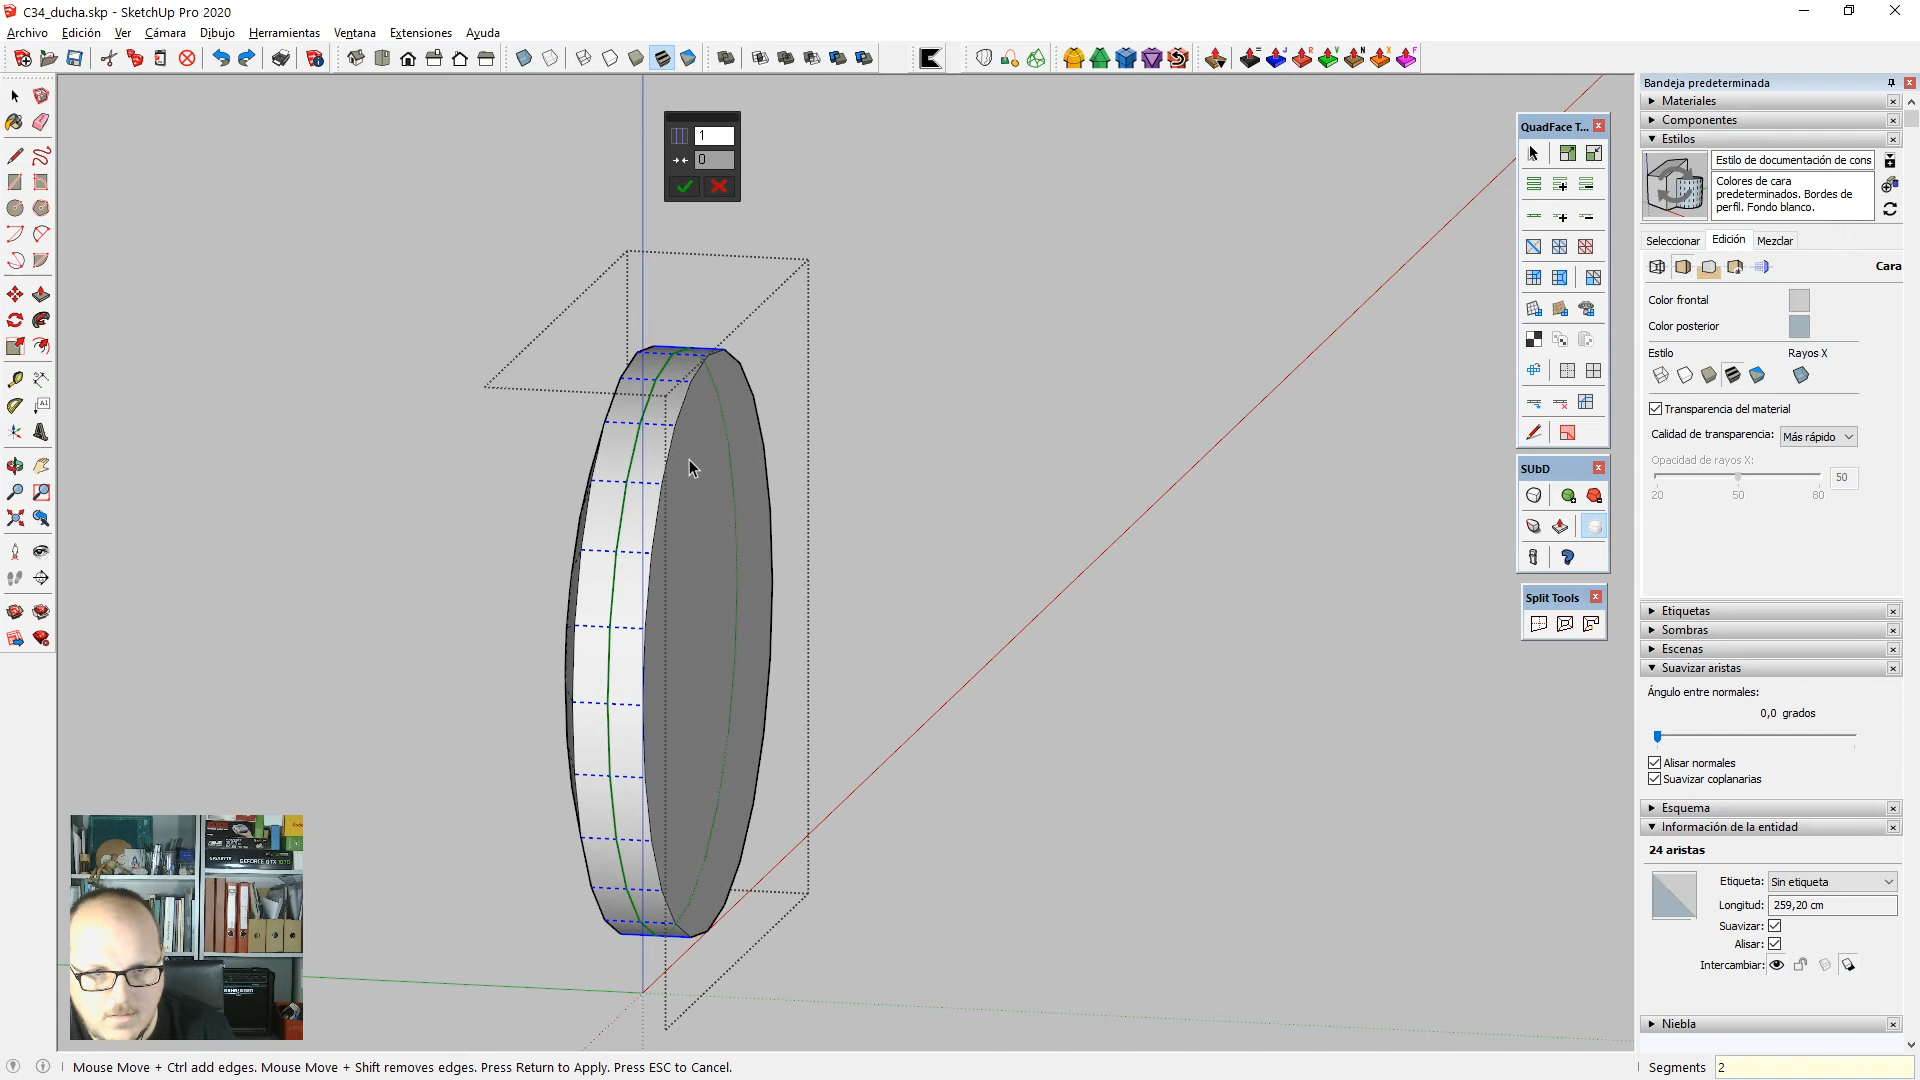 C34_ducha.skp - SketchUp Pro 2020
Archivo Edición Ver Cámara Dibujo Herramientas Ventana Extensiones Ayuda
Bandeja predeterminada
Materiales
Componentes
Estilos
Estilo de documentación de cons
Colores de cara
predeterminados. Bordes de
perfil. Fondo blanco.
Seleccionar Edición Mezclar
Cara
Color frontal
Color posterior
Estilo Rayos X
Transparencia del material
Calidad de transparencia: Más rápido
Opacidad de rayos X:
50
20 50 80
Etiquetas
Sombras
Escenas
Suavizar aristas
Ángulo entre normales:
0,0 grados
Alisar normales
Suavizar coplanarias
Esquema
Información de la entidad
24 aristas
Etiqueta: Sin etiqueta
Longitud: 259,20 cm
Suavizar:
Alisar:
Intercambiar:
Niebla
1
0
QuadFace T...
SUbD
Split Tools
A1
Mouse Move + Ctrl add edges. Mouse Move + Shift removes edges. Press Return to Apply. Press ESC to Cancel.
Segments 2